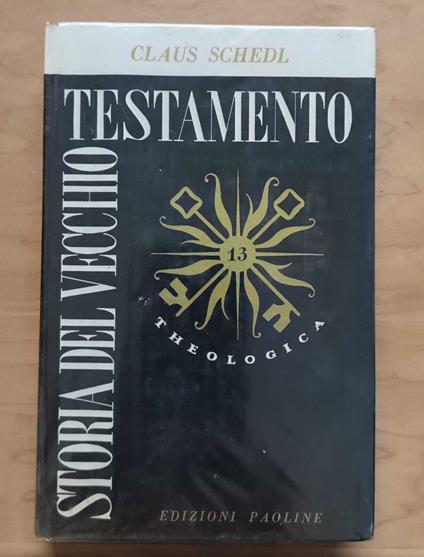 CLAUS SCHEDL
STORIA DEL VECCHIO
TESTAMENTO
13
THEOLOGICA
EDIZIONI PAOLINE